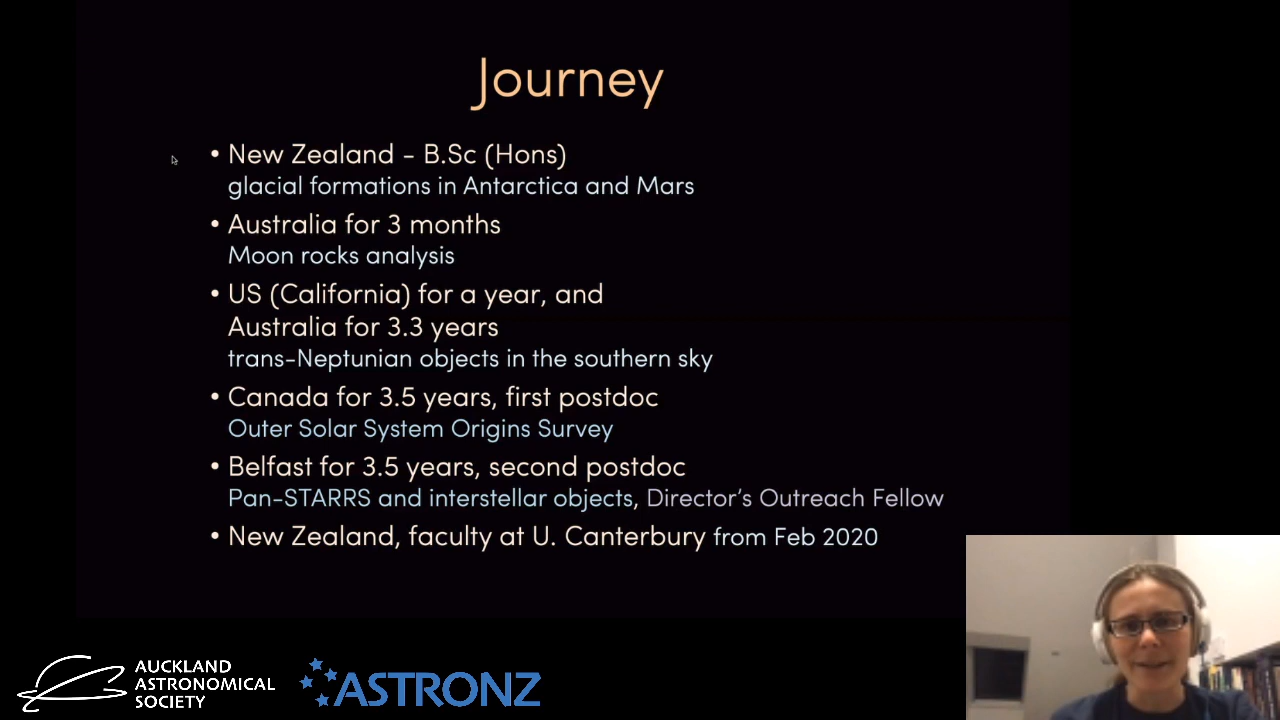 Journey
• New Zealand - B.Sc (Hons)
glacial formations in Antarctica and Mars
• Australia for 3 months
Moon rocks analysis
• US (California) for a year, and
Australia for 3.3 years
trans-Neptunian objects in the southern sky
• Canada for 3.5 years, first postdoc
Outer Solar System Origins Survey
• Belfast for 3.5 years, second postdoc
Pan-STARRS and interstellar objects, Director's Outreach Fellow
• New Zealand, faculty at U. Canterbury from Feb 2020
AUCKLAND
ASTRONOMICAL
SOCIETY
ASTRONZ